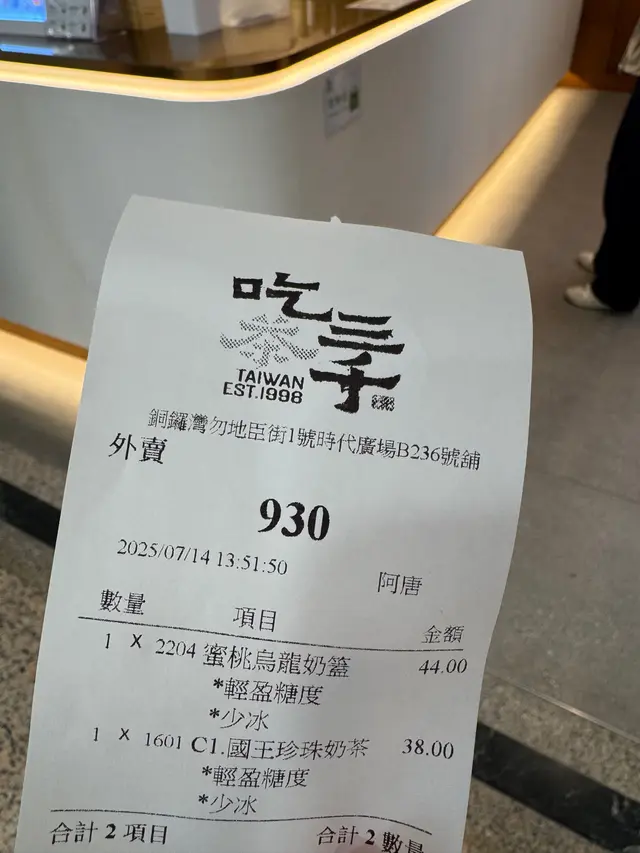 吃茶三千
TAIWAN
EST.1998
銅鑼灣勿地臣街1號時代廣場B236號舖
外賣
930
2025/07/14 13:51:50 阿唐
數量 項目 金額
1 X 2204 蜜桃烏龍奶蓋 44.00
*輕盈糖度
*少冰
1 X 1601 C1.國王珍珠奶茶 38.00
*輕盈糖度
*少冰
合計 2 項目 合計 2 數量